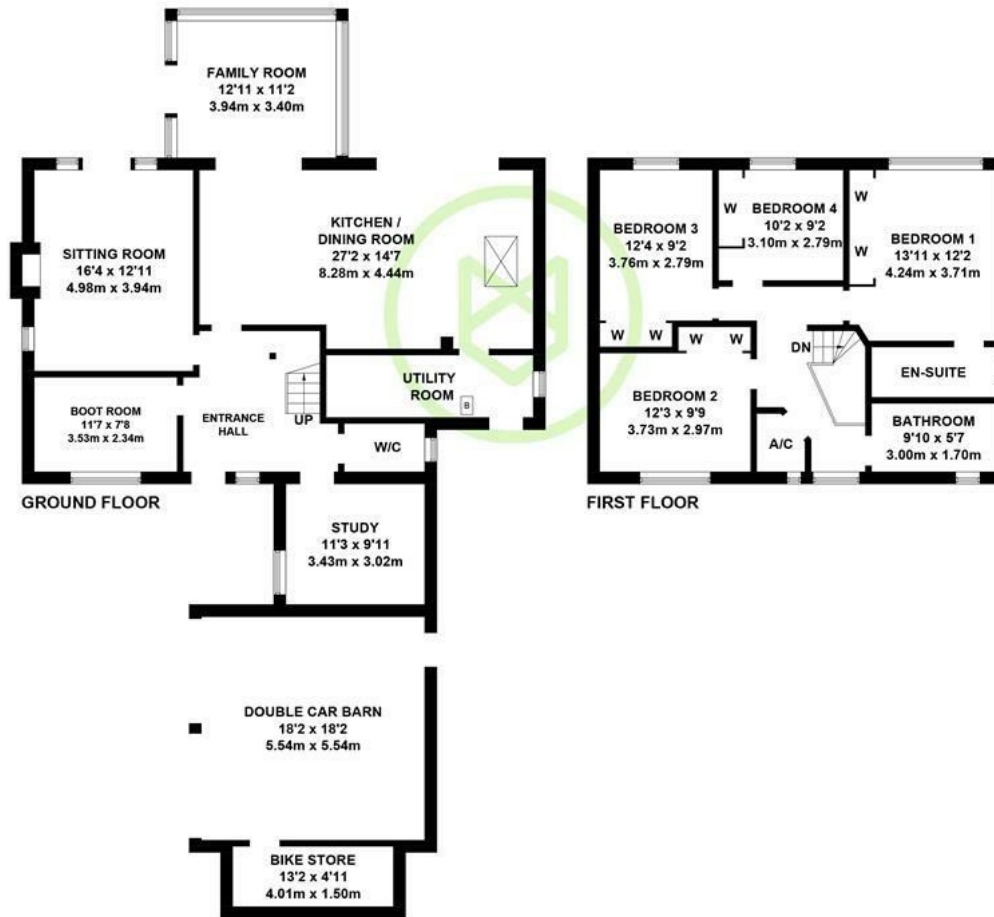 FAMILY ROOM
12'11 x 11'2
3.94m x 3.40m
SITTING ROOM
16'4 x 12'11
4.98m x 3.94m
KITCHEN /
DINING ROOM
27'2 x 14'7
8.28m x 4.44m
BOOT ROOM
11'7 x 7'8
3.53m x 2.34m
ENTRANCE
HALL
UP
UTILITY
ROOM
B
W/C
GROUND FLOOR
STUDY
11'3 x 9'11
3.43m x 3.02m
DOUBLE CAR BARN
18'2 x 18'2
5.54m x 5.54m
BIKE STORE
13'2 x 4'11
4.01m x 1.50m
BEDROOM 3
12'4 x 9'2
3.76m x 2.79m
W
W
W
BEDROOM 4
10'2 x 9'2
3.10m x 2.79m
W
W
BEDROOM 1
13'11 x 12'2
4.24m x 3.71m
W
W
BEDROOM 2
12'3 x 9'9
3.73m x 2.97m
DN
A/C
EN-SUITE
BATHROOM
9'10 x 5'7
3.00m x 1.70m
FIRST FLOOR